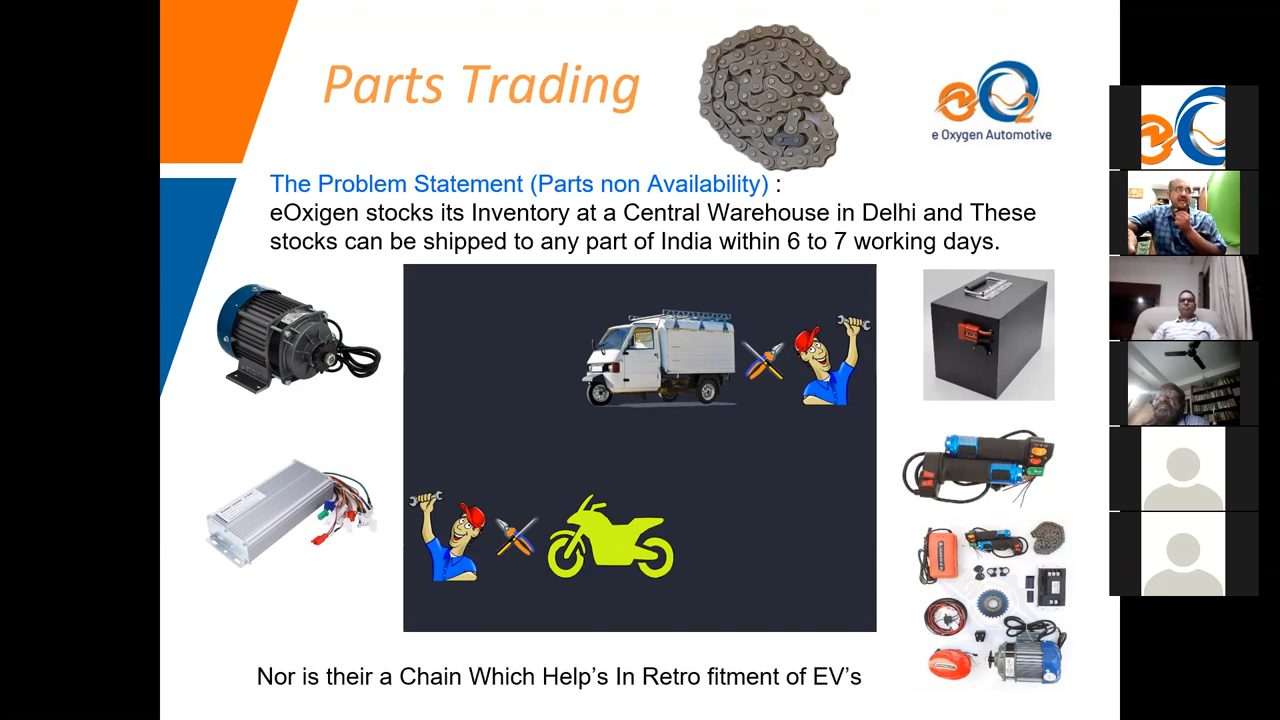 Parts Trading
eO2
e Oxygen Automotive
The Problem Statement (Parts non Availability) :
eOxigen stocks its Inventory at a Central Warehouse in Delhi and These
stocks can be shipped to any part of India within 6 to 7 working days.
Nor is their a Chain Which Help's In Retro fitment of EV's